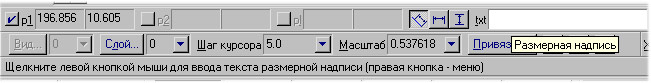 p1 196.856 10.605 p2 p txt
Вид... 0 Слой... 0 Шаг курсора 5.0 Масштаб 0.537618 Привяз Размерная надпись
Щелкните левой кнопкой мыши для ввода текста размерной надписи (правая кнопка - меню)